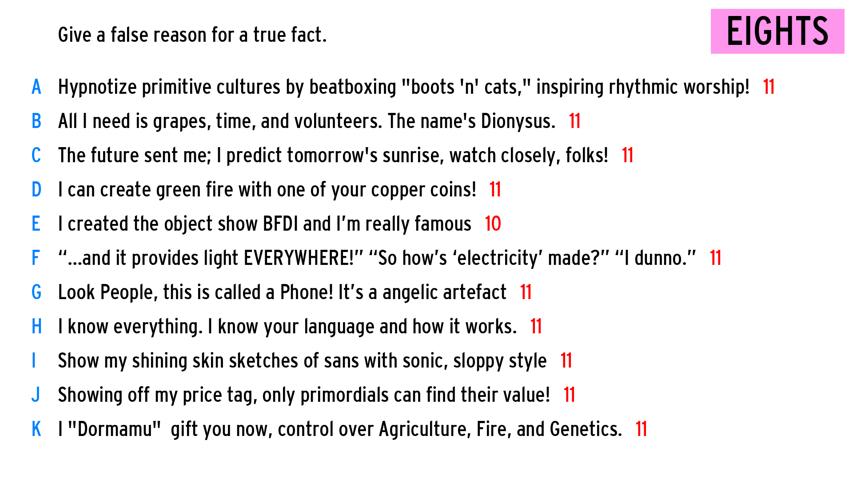 Give a false reason for a true fact.
EIGHTS
A Hypnotize primitive cultures by beatboxing "boots 'n' cats," inspiring rhythmic worship! 11
B All I need is grapes, time, and volunteers. The name's Dionysus. 11
C The future sent me; I predict tomorrow's sunrise, watch closely, folks! 11
D I can create green fire with one of your copper coins! 11
E I created the object show BFDI and I’m really famous 10
F “...and it provides light EVERYWHERE!” “So how’s ‘electricity’ made?” “I dunno.” 11
G Look People, this is called a Phone! It’s a angelic artefact 11
H I know everything. I know your language and how it works. 11
I Show my shining skin sketches of sans with sonic, sloppy style 11
J Showing off my price tag, only primordials can find their value! 11
K I "Dormamu" gift you now, control over Agriculture, Fire, and Genetics. 11